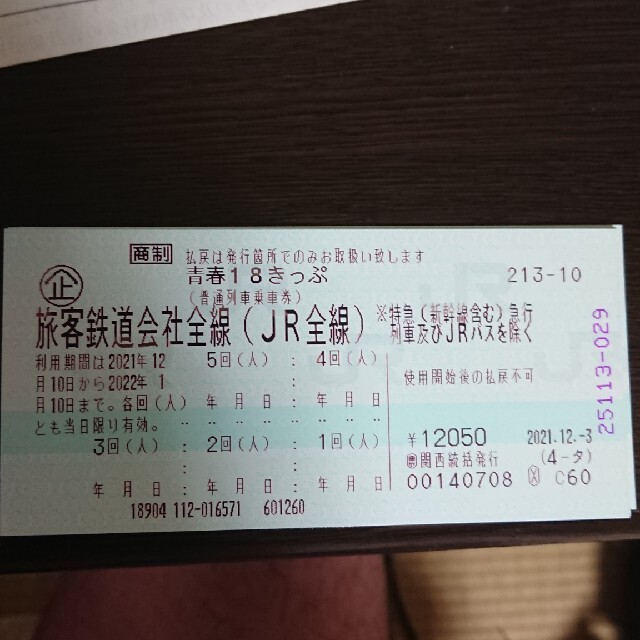 商制 払戻は発行箇所でのみお取扱い致します
企 青春18きっぷ 213-10
(普通列車乗車券)
旅客鉄道会社全線(JR全線) ※特急(新幹線含む)急行
列車及びJRバスを除く
利用期間は2021年12 5回(人) : 4回(人)
月10日から2022年 1 : 使用開始後の払戻不可
月10日まで。各回(人) 年 月 日 : 年 月 日
とも当日限り有効。
3回(人) : 2回(人) : 1回(人) ¥12050 2021.12.-3
: : 関西統括発行 (4-タ)
年 月 日 : 年 月 日 : 年 月 日 00140708 C60
18904 112-016571 601260
25113-029